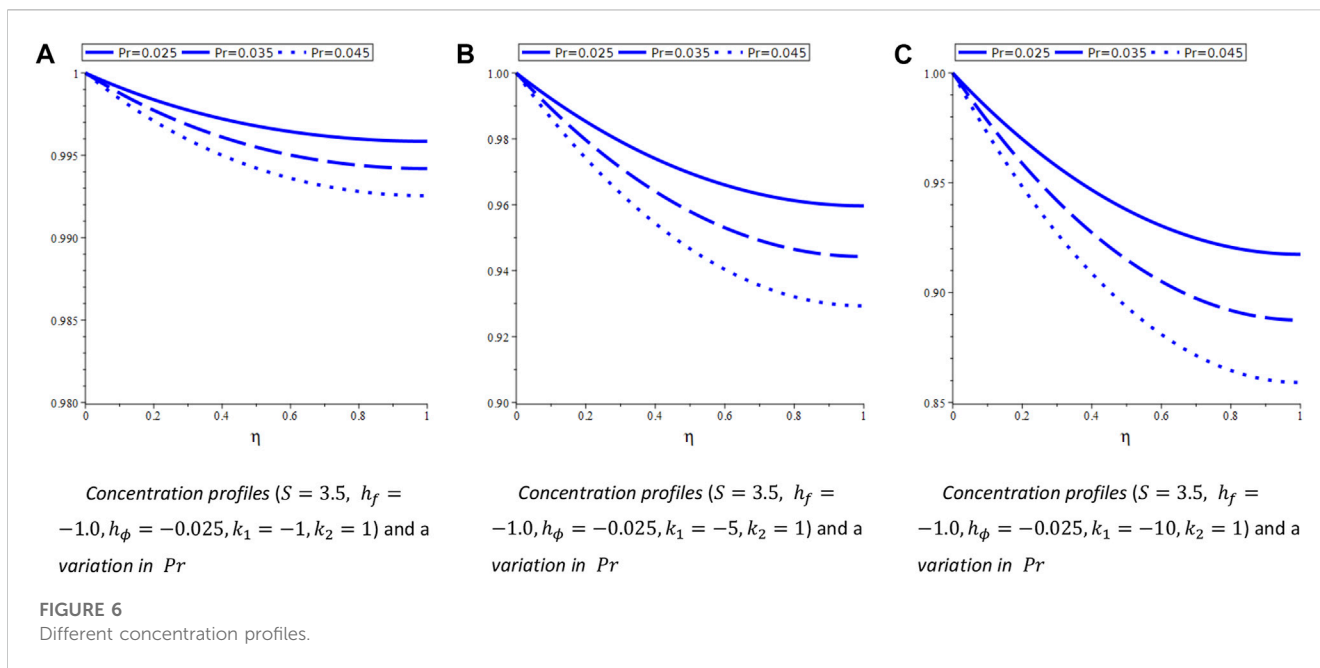 A
Pr=0.025 Pr=0.035 Pr=0.045
1
0.995
0.990
0.985
0.980
0 0.2 0.4 0.6 0.8 1
η
Concentration profiles (S = 3.5, h_f =
−1.0, h_ϕ = −0.025, k_1 = −1, k_2 = 1) and a
variation in Pr
B
Pr=0.025 Pr=0.035 Pr=0.045
1.00
0.98
0.96
0.94
0.92
0.90
0 0.2 0.4 0.6 0.8 1
η
Concentration profiles (S = 3.5, h_f =
−1.0, h_ϕ = −0.025, k_1 = −5, k_2 = 1) and a
variation in Pr
C
Pr=0.025 Pr=0.035 Pr=0.045
1.00
0.95
0.90
0.85
0 0.2 0.4 0.6 0.8 1
η
Concentration profiles (S = 3.5, h_f =
−1.0, h_ϕ = −0.025, k_1 = −10, k_2 = 1) and a
variation in Pr
FIGURE 6
Different concentration profiles.